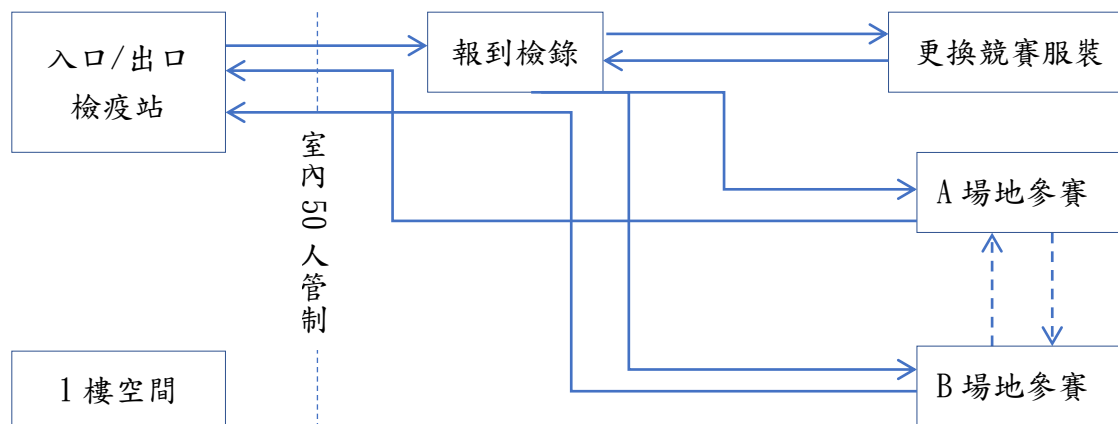 入口/出口
檢疫站
報到檢錄
更換競賽服裝
室內 50 人管制
A 場地參賽
B 場地參賽
1 樓空間